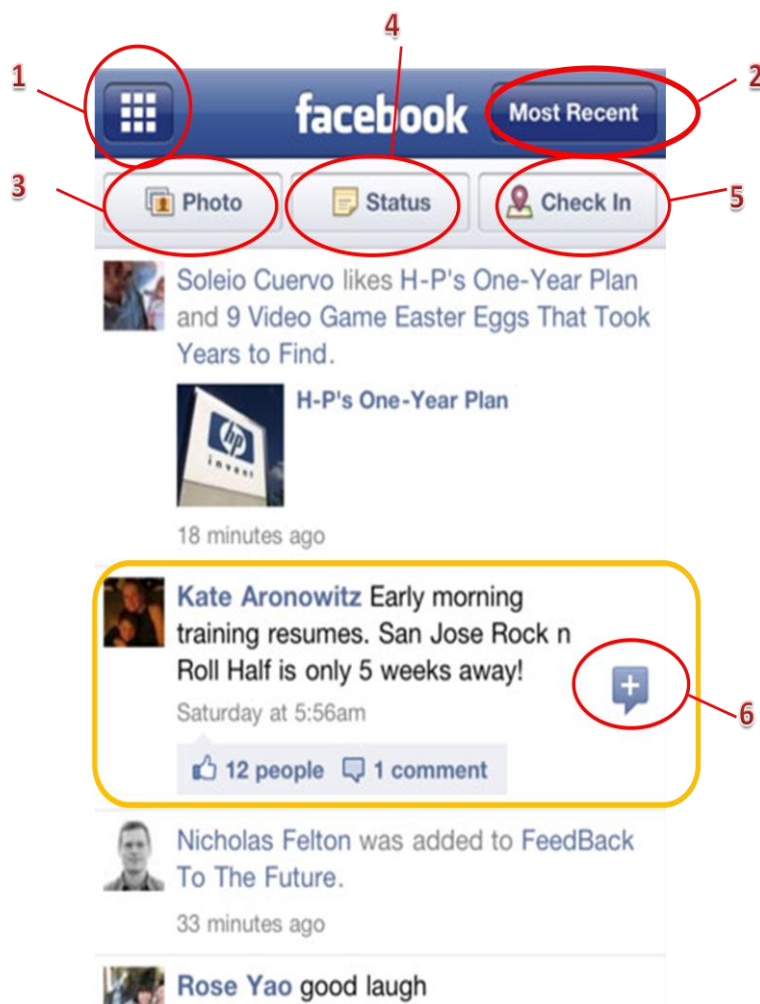 4
1
2
facebook
Most Recent
3
Photo
Status
Check In
5
Soleio Cuervo likes H-P's One-Year Plan
and 9 Video Game Easter Eggs That Took
Years to Find.
H-P's One-Year Plan
hp
invent
18 minutes ago
Kate Aronowitz Early morning
training resumes. San Jose Rock n
Roll Half is only 5 weeks away!
6
Saturday at 5:56am
12 people 1 comment
Nicholas Felton was added to FeedBack
To The Future.
33 minutes ago
Rose Yao good laugh